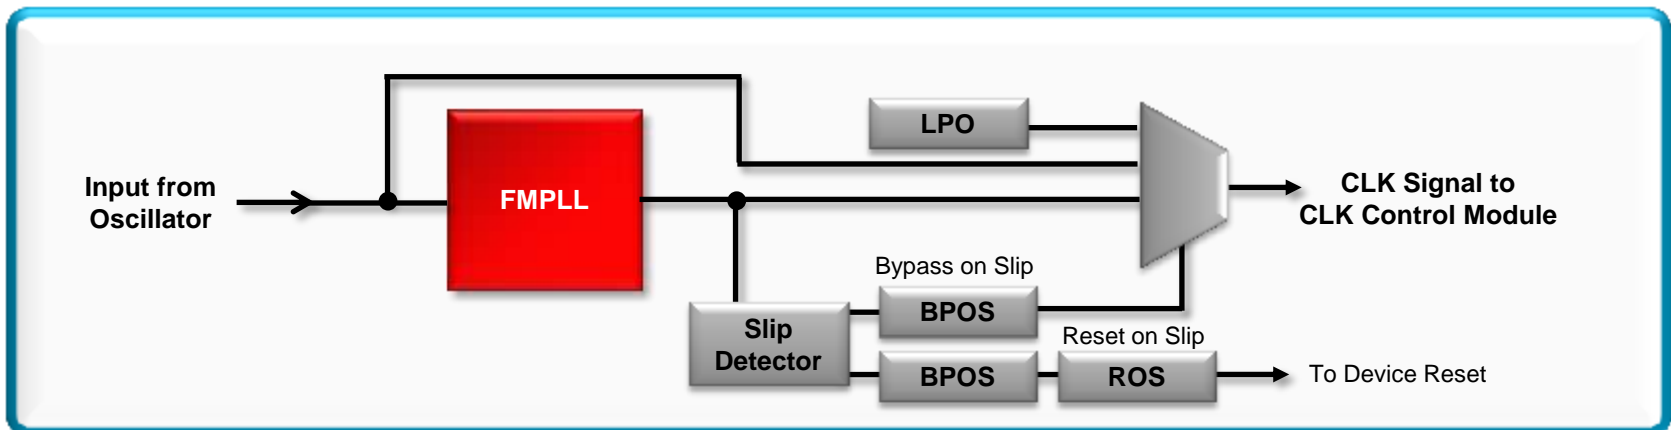 LPO
Input from
Oscillator
FMPLL
CLK Signal to
CLK Control Module
Bypass on Slip
BPOS
Slip
Detector
Reset on Slip
BPOS
ROS
To Device Reset